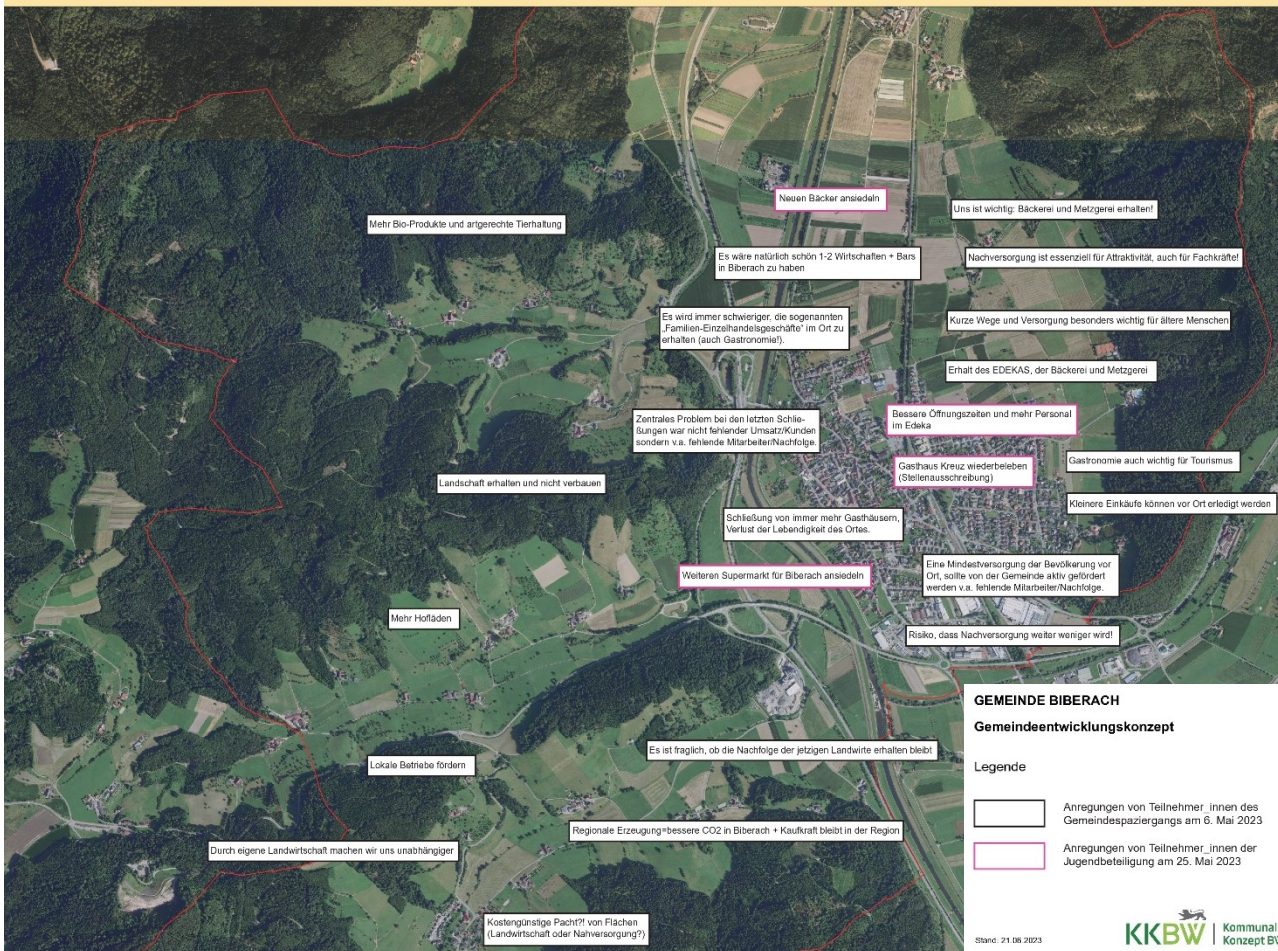 Neuen Bäcker ansiedeln
Uns ist wichtig: Bäckerei und Metzgerei erhalten!
Mehr Bio-Produkte und artgerechte Tierhaltung
Es wäre natürlich schön 1-2 Wirtschaften + Bars
in Biberach zu haben
Nachversorgung ist essenziell für Attraktivität, auch für Fachkräfte!
Es wird immer schwieriger, die sogenannten
„Familien-Einzelhandelsgeschäfte" im Ort zu
erhalten (auch Gastronomie!).
Kurze Wege und Versorgung besonders wichtig für ältere Menschen
Erhalt des EDEKAS, der Bäckerei und Metzgerei
Zentrales Problem bei den letzten Schlie-
ßungen war nicht fehlender Umsatz/Kunden
sondern v.a. fehlende Mitarbeiter/Nachfolge.
Bessere Öffnungszeiten und mehr Personal
im Edeka
Gasthaus Kreuz wiederbeleben
(Stellenausschreibung)
Gastronomie auch wichtig für Tourismus
Landschaft erhalten und nicht verbauen
Kleinere Einkäufe können vor Ort erledigt werden
Schließung von immer mehr Gasthäusern,
Verlust der Lebendigkeit des Ortes.
Weiteren Supermarkt für Biberach ansiedeln
Eine Mindestversorgung der Bevölkerung vor
Ort, sollte von der Gemeinde aktiv gefördert
werden v.a. fehlende Mitarbeiter/Nachfolge.
Mehr Hofläden
Risiko, dass Nachversorgung weiter weniger wird!
Es ist fraglich, ob die Nachfolge der jetzigen Landwirte erhalten bleibt
Lokale Betriebe fördern
Regionale Erzeugung=bessere CO2 in Biberach + Kaufkraft bleibt in der Region
Durch eigene Landwirtschaft machen wir uns unabhängiger
Kostengünstige Pacht?! von Flächen
(Landwirtschaft oder Nahversorgung?)
GEMEINDE BIBERACH
Gemeindeentwicklungskonzept
Legende
Anregungen von Teilnehmer_innen des
Gemeindespaziergangs am 6. Mai 2023
Anregungen von Teilnehmer_innen der
Jugendbeteiligung am 25. Mai 2023
Stand: 21.08.2023
KKBW
Kommunal
Konzept